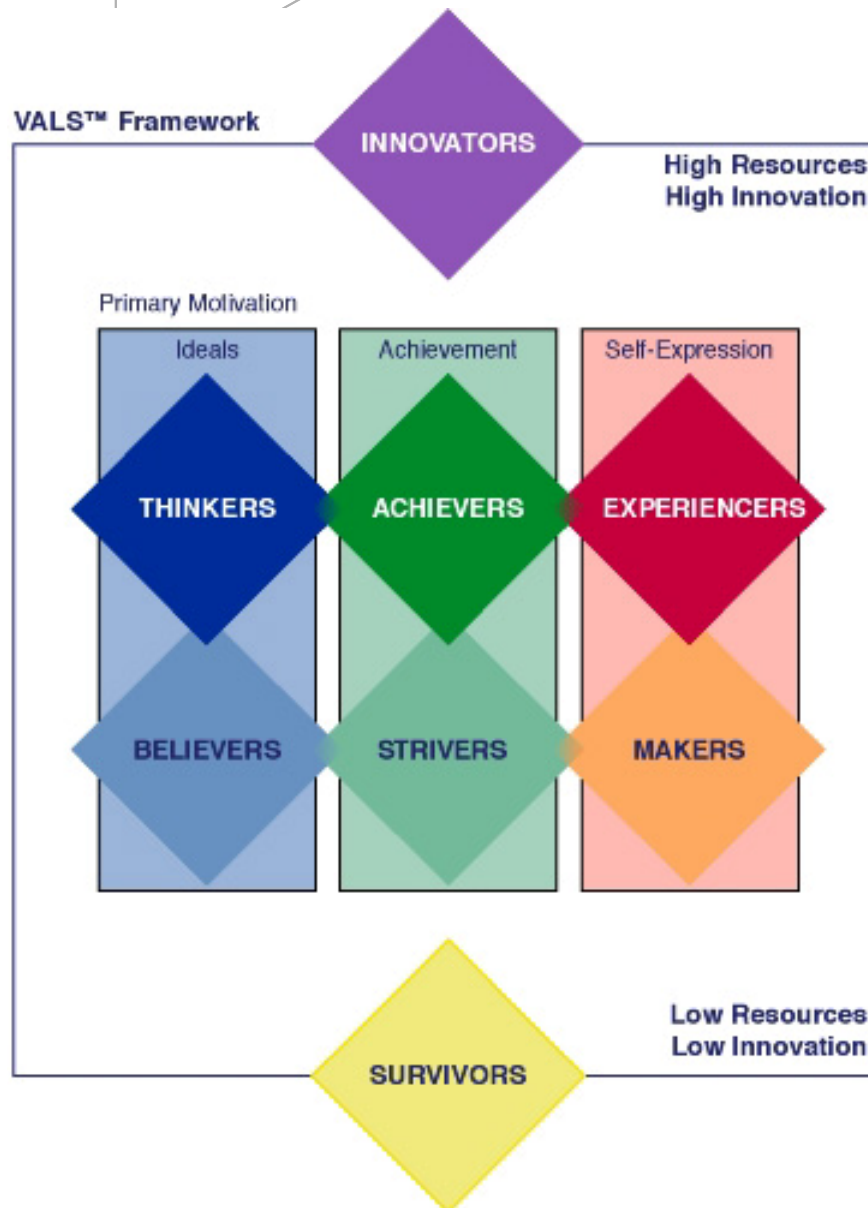 VALS™ Framework
INNOVATORS
High Resources
High Innovation
Primary Motivation
Ideals
Achievement
Self-Expression
THINKERS
ACHIEVERS
EXPERIENCERS
BELIEVERS
STRIVERS
MAKERS
Low Resources
Low Innovation
SURVIVORS